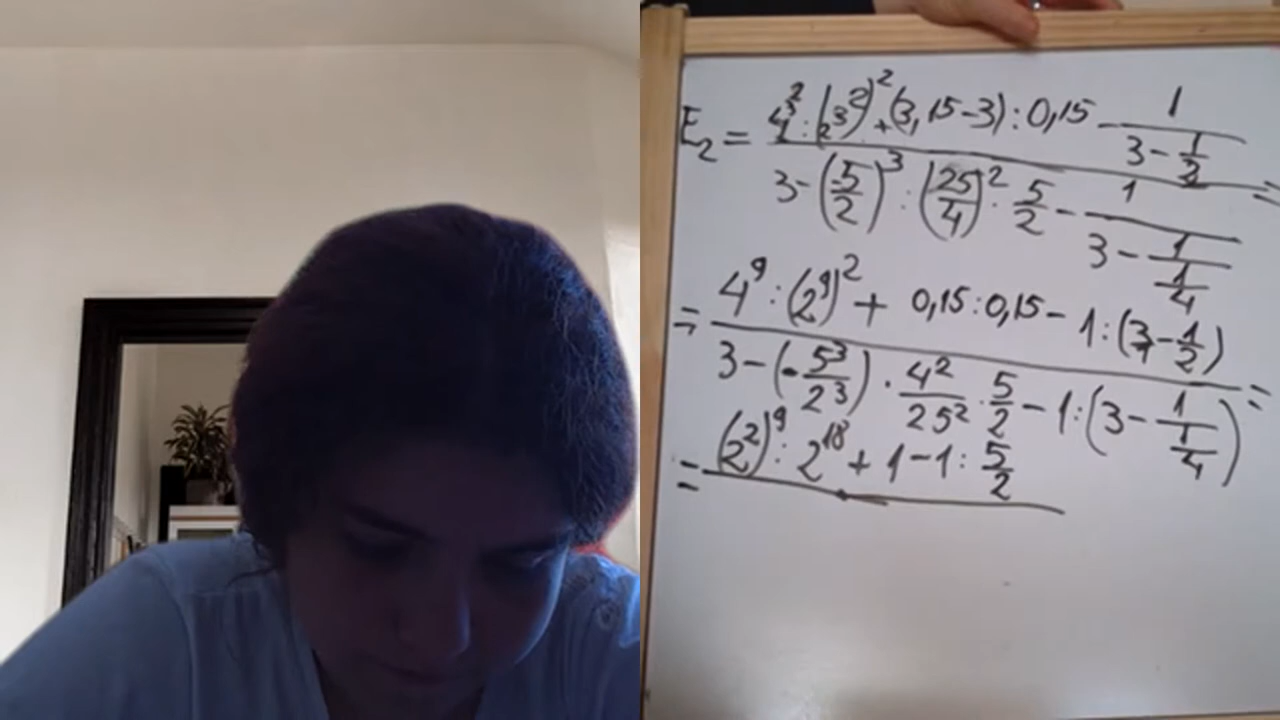 E₂ = (4^3^2 : (2^3^2)^2 + (3,15-3) : 0,15 - 1/(3 - 1/2)) / (3 - (-5/2)^3 : (25/4)^2 · 5/2 - 1/(3 - 1/(1/4))) =
= (4^9 : (2^9)^2 + 0,15 : 0,15 - 1 : (3 - 1/2)) / (3 - (-5^3/2^3) · 4^2/25^2 · 5/2 - 1 : (3 - 1/(1/4))) =
= (2^2)^9 : 2^18 + 1 - 1 : 5/2